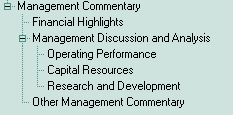 Management Commentary
Financial Highlights
Management Discussion and Analysis
Operating Performance
Capital Resources
Research and Development
Other Management Commentary